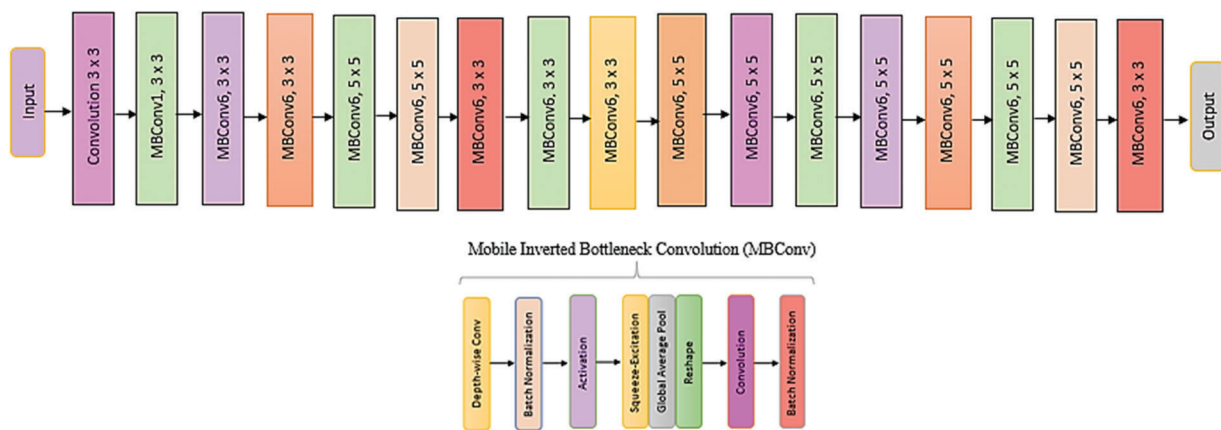 Input
Convolution 3 x 3
MBConv1, 3 x 3
MBConv6, 3 x 3
MBConv6, 3 x 3
MBConv6, 5 x 5
MBConv6, 5 x 5
MBConv6, 3 x 3
MBConv6, 3 x 3
MBConv6, 3 x 3
MBConv6, 5 x 5
MBConv6, 5 x 5
MBConv6, 5 x 5
MBConv6, 5 x 5
MBConv6, 5 x 5
MBConv6, 5 x 5
MBConv6, 5 x 5
MBConv6, 3 x 3
Output
Mobile Inverted Bottleneck Convolution (MBConv)
Depth-wise Conv
Batch Normalization
Activation
Squeeze-Excitation
Global Average Pool
Reshape
Convolution
Batch Normalization